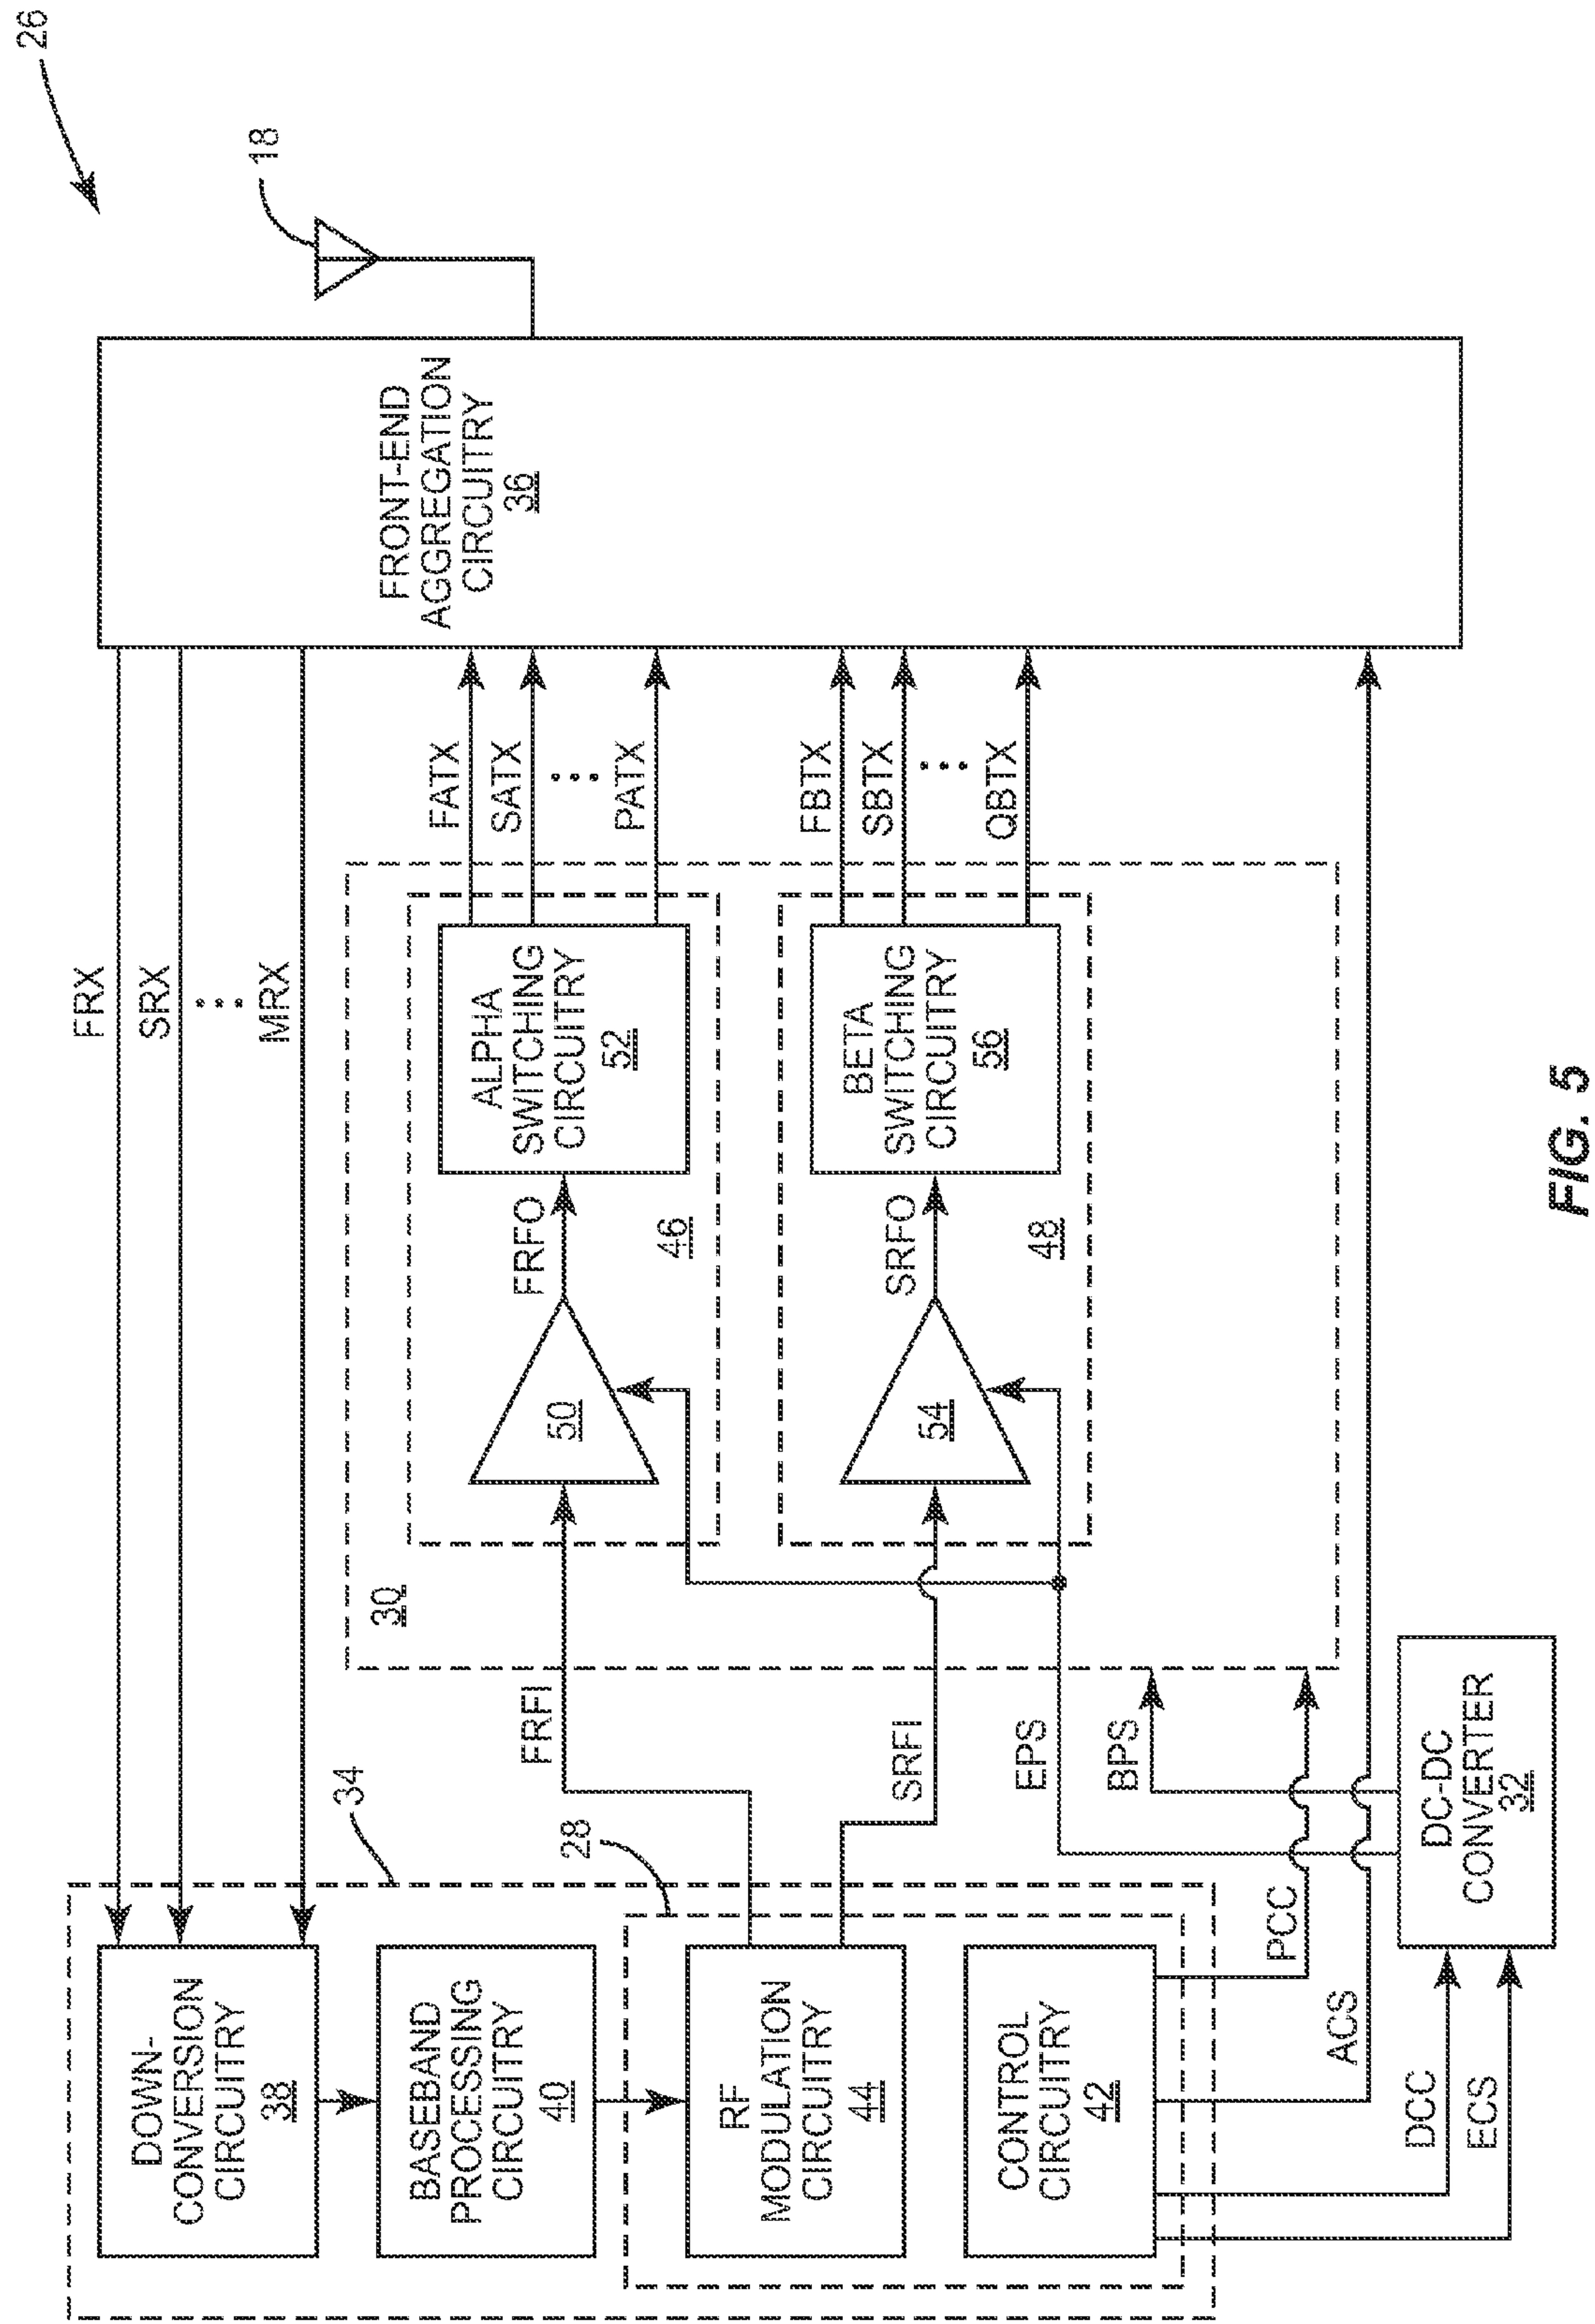 26
18
34
28
FRX
SRX
MRX
DOWN-
CONVERSION
CIRCUITRY
38
BASEBAND
PROCESSING
CIRCUITRY
40
RF
MODULATION
CIRCUITRY
44
CONTROL
CIRCUITRY
42
FRFI
SRFI
EPS
BPS
PCC
ACS
DCC
ECS
DC-DC
CONVERTER
32
30
50
FRFO
46
ALPHA
SWITCHING
CIRCUITRY
52
54
SRFO
48
BETA
SWITCHING
CIRCUITRY
56
FATX
SATX
PATX
FBTX
SBTX
QBTX
FRONT-END
AGGREGATION
CIRCUITRY
36
FIG. 5